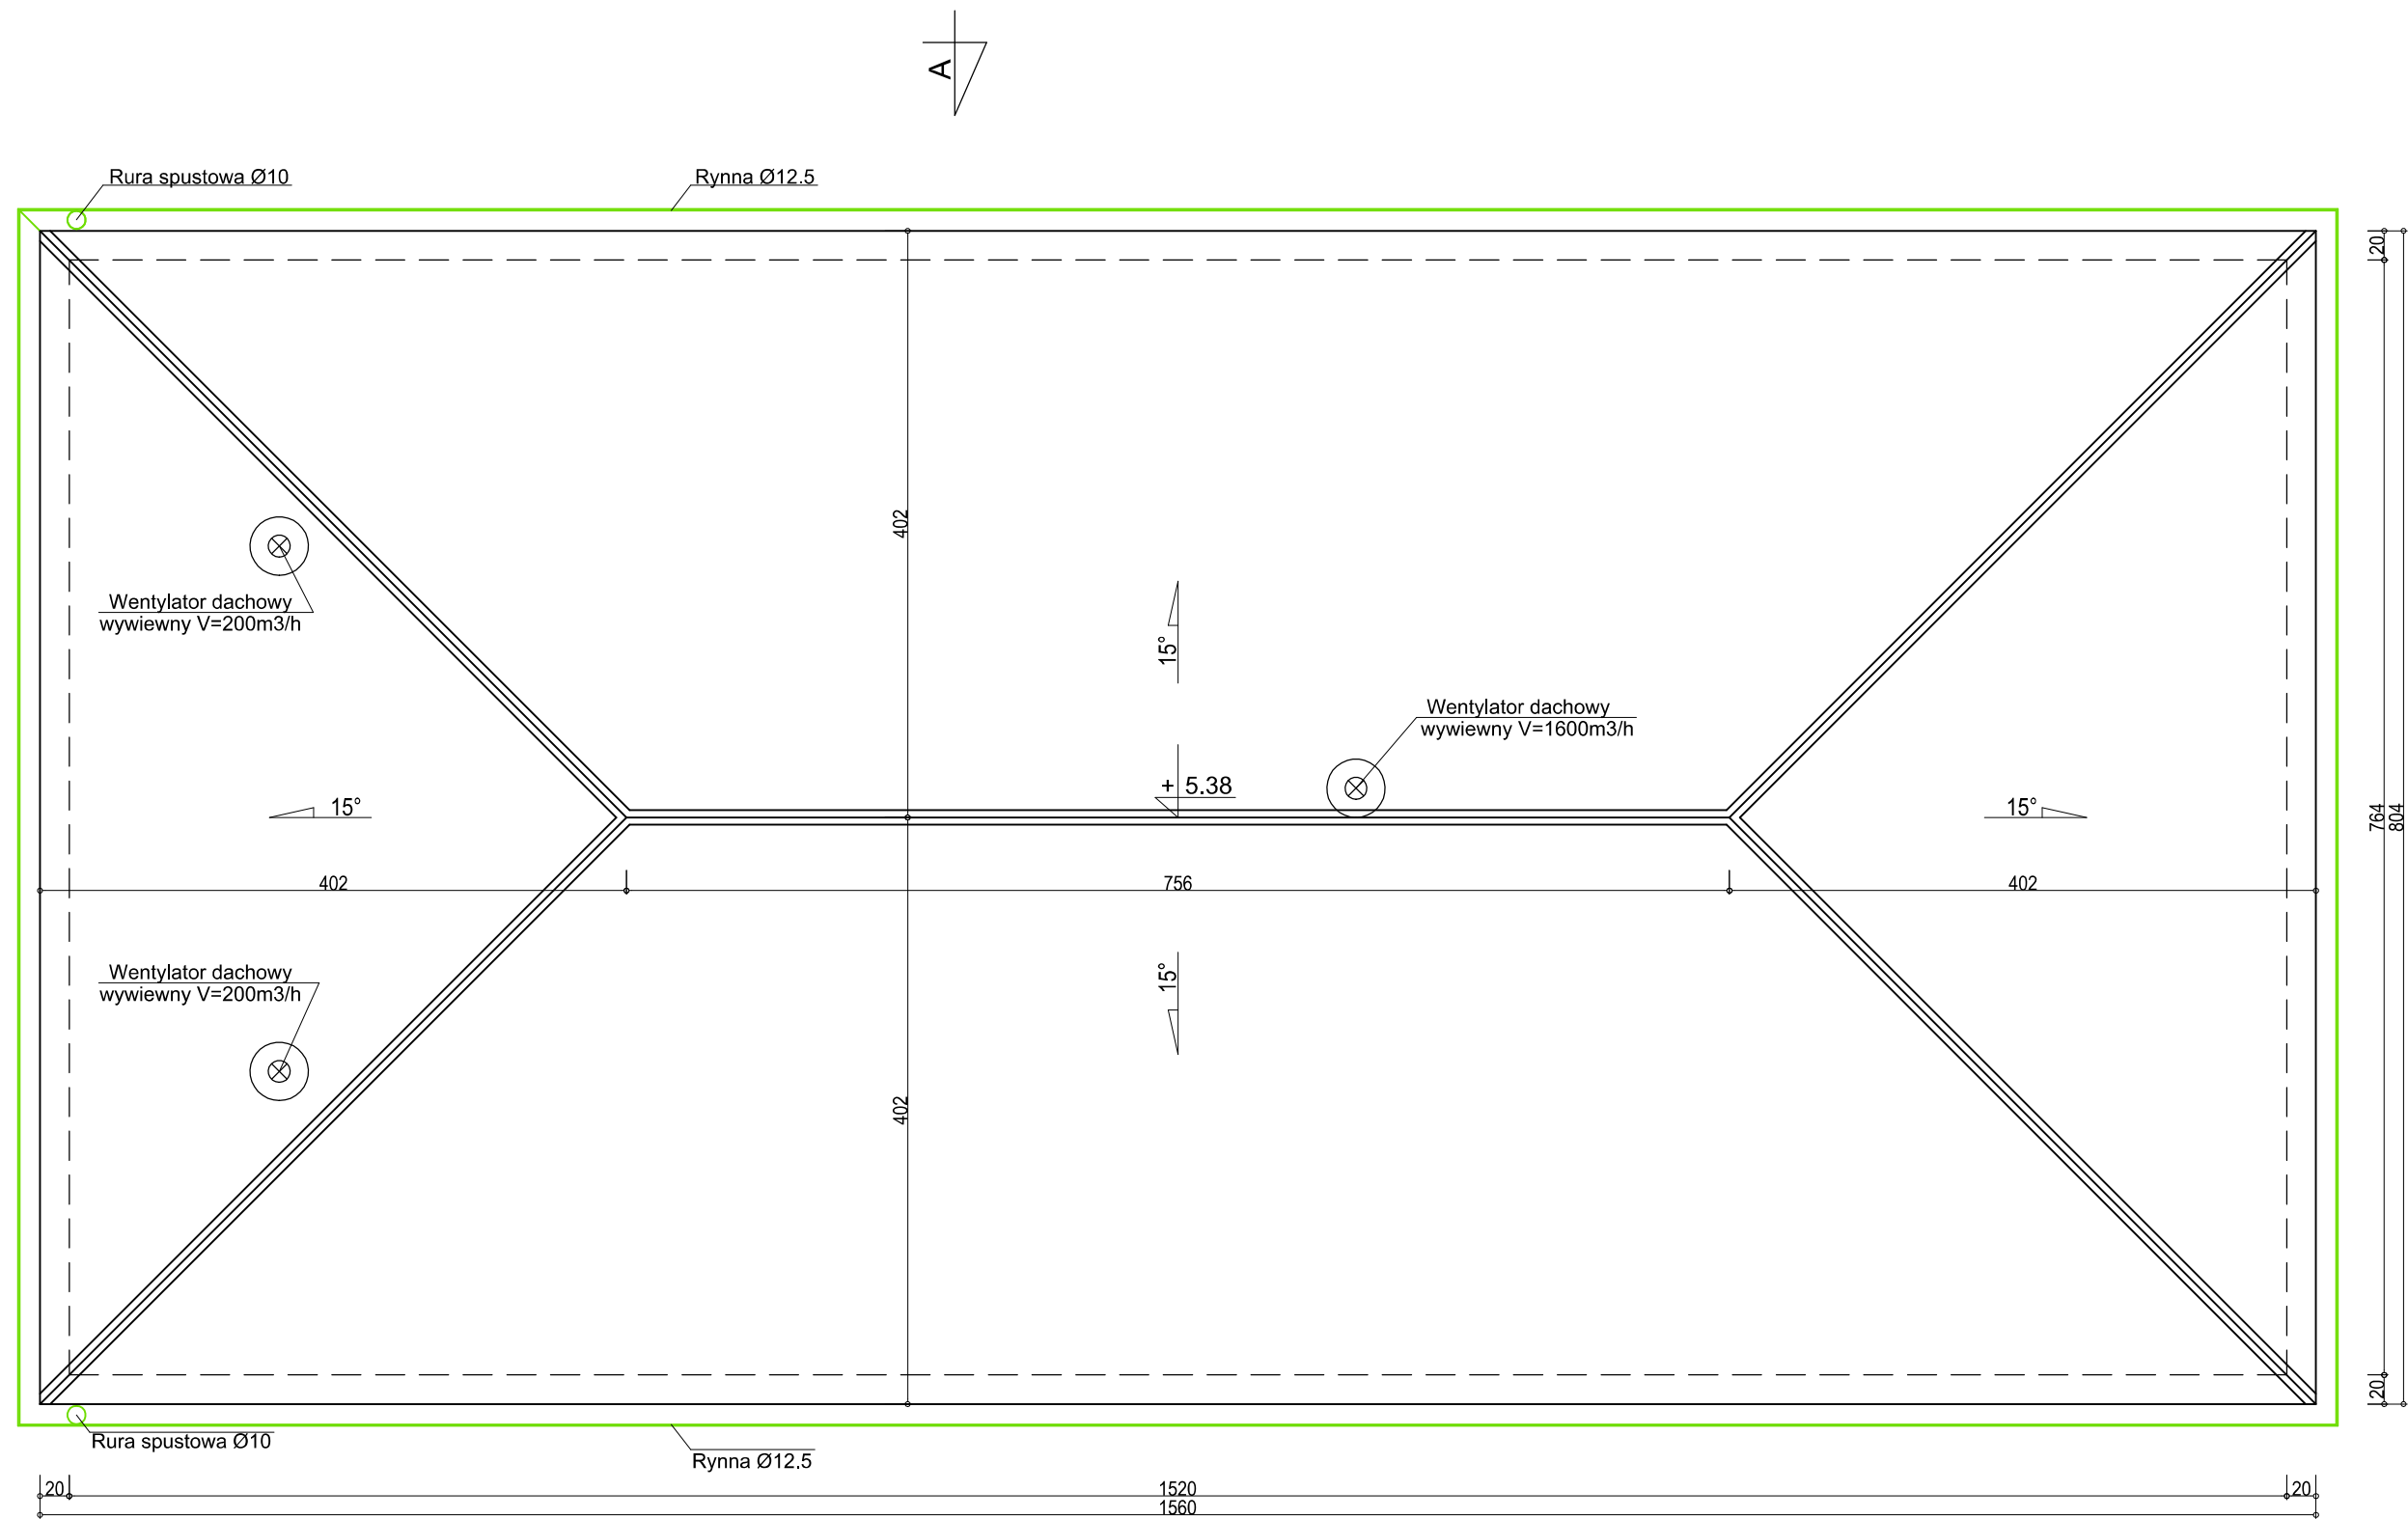 A
Rura spustowa Ø10
Rynna Ø12.5
20
402
Wentylator dachowy
wywiewny V=200m3/h
15°
Wentylator dachowy
wywiewny V=1600m3/h
+ 5.38
15°
15°
764
804
402
756
402
15°
Wentylator dachowy
wywiewny V=200m3/h
402
20
Rura spustowa Ø10
Rynna Ø12.5
20
1520
20
1560